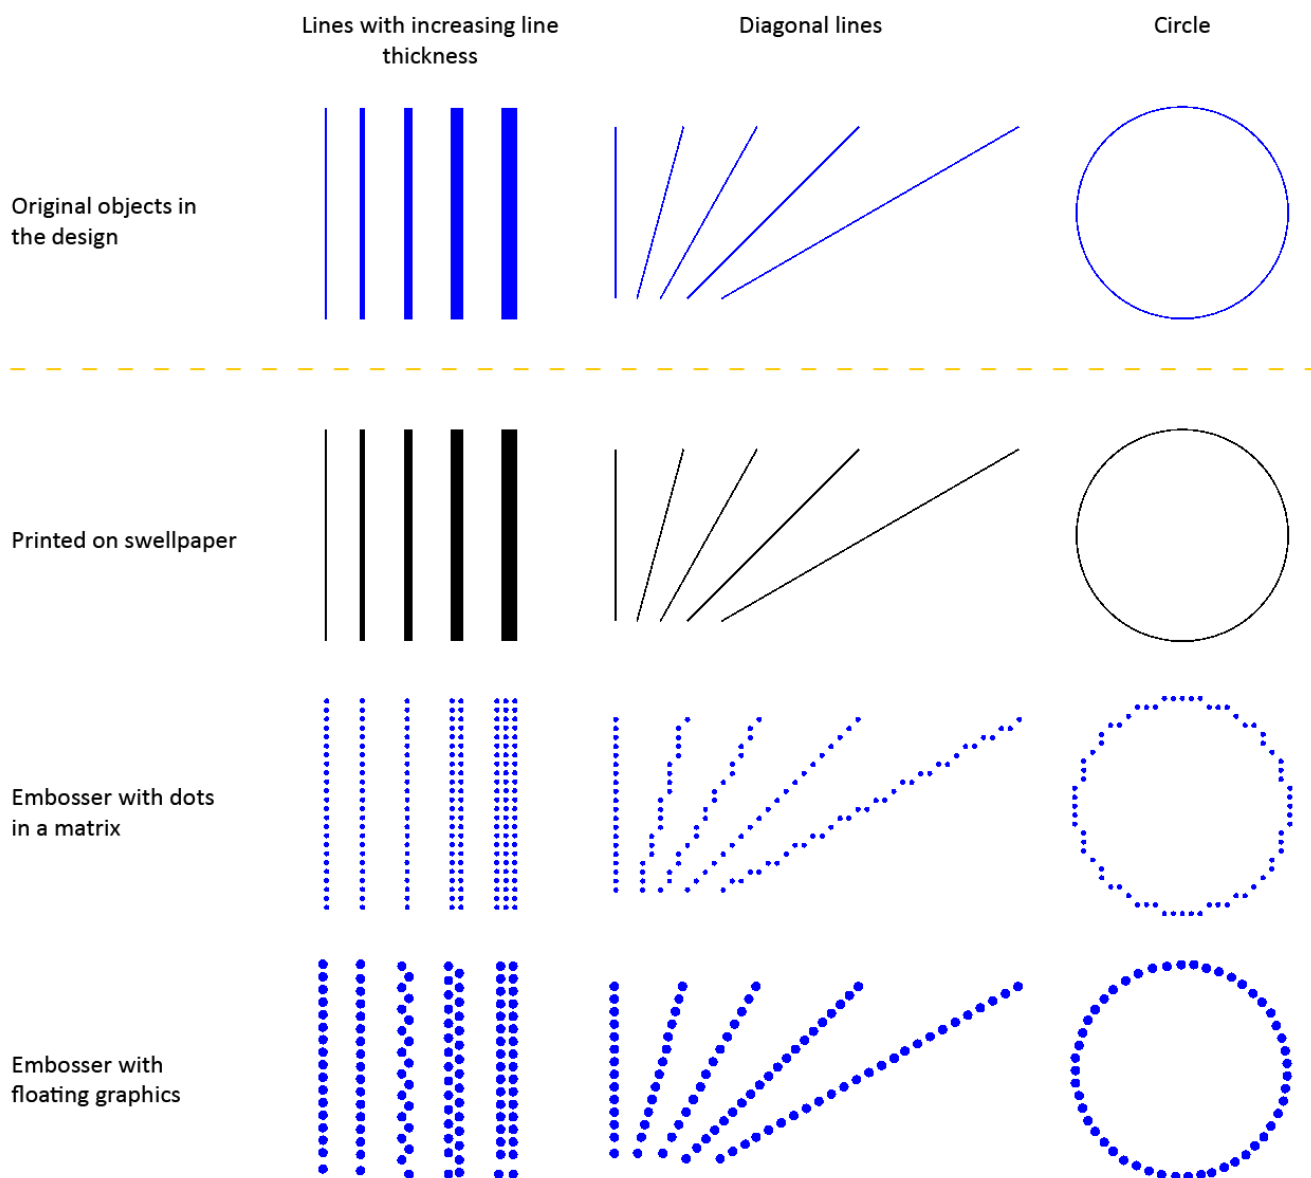 Lines with increasing line
thickness
Diagonal lines
Circle
Original objects in
the design
Printed on swellpaper
Embosser with dots
in a matrix
Embosser with
floating graphics